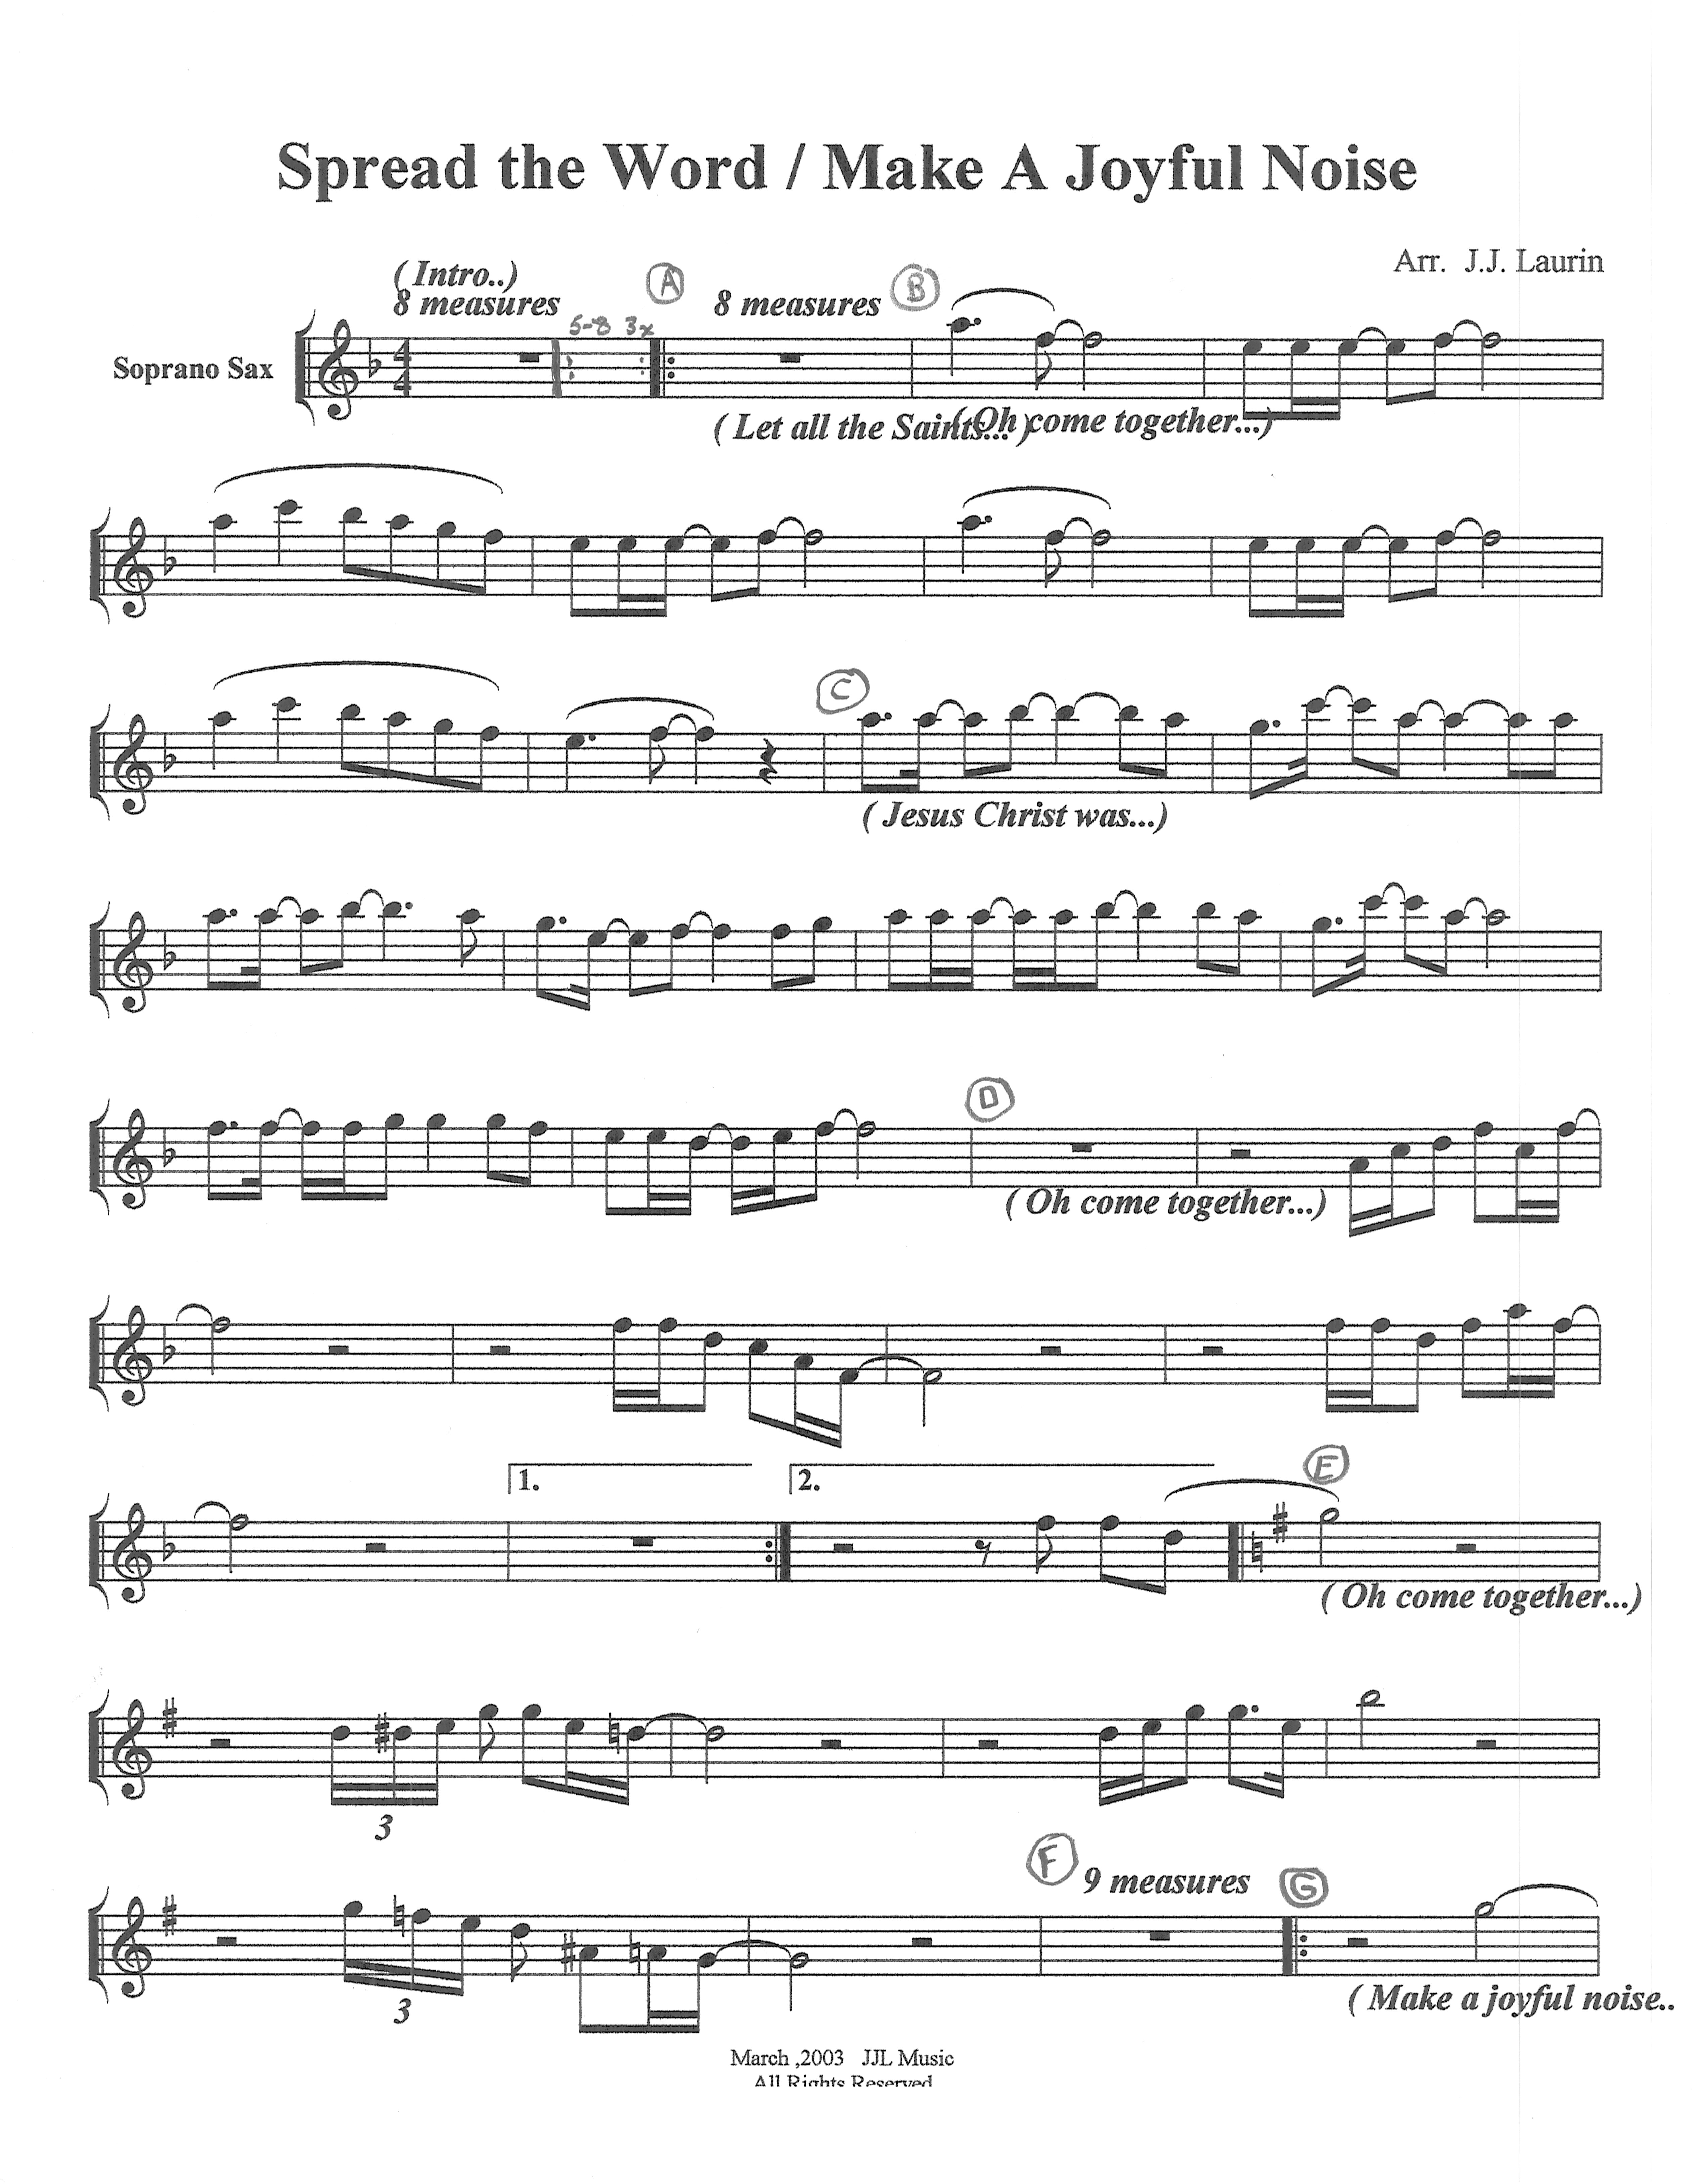 Spread the Word / Make A Joyful Noise
Arr. J.J. Laurin
( Intro..)
8 measures
5-8 3x
A
8 measures
B
Soprano Sax
4
4
( Let all the Saints... )
( Oh come together...)
C
( Jesus Christ was...)
D
( Oh come together...)
1.
2.
E
( Oh come together...)
3
F
9 measures
G
3
( Make a joyful noise..
March ,2003 JJL Music
All Rights Reserved